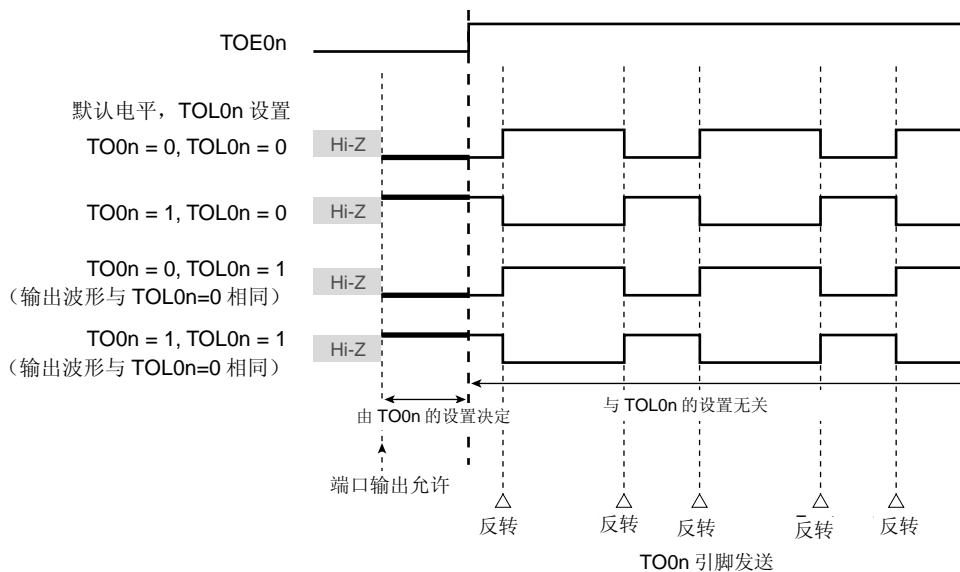 TOE0n
默认电平，TOL0n 设置
TO0n = 0, TOL0n = 0
Hi-Z
TO0n = 1, TOL0n = 0
Hi-Z
TO0n = 0, TOL0n = 1
（输出波形与 TOL0n=0 相同）
Hi-Z
TO0n = 1, TOL0n = 1
（输出波形与 TOL0n=0 相同）
Hi-Z
由 TO0n 的设置决定
与 TOL0n 的设置无关
端口输出允许
反转
反转
反转
反转
反转
TO0n 引脚发送